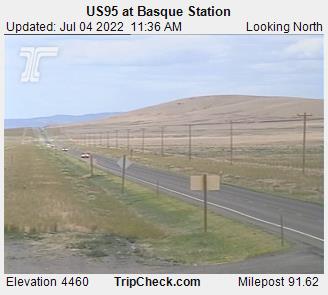 US95 at Basque Station
Updated: Jul 04 2022 11:36 AM Looking North
Elevation 4460 TripCheck.com Milepost 91.62